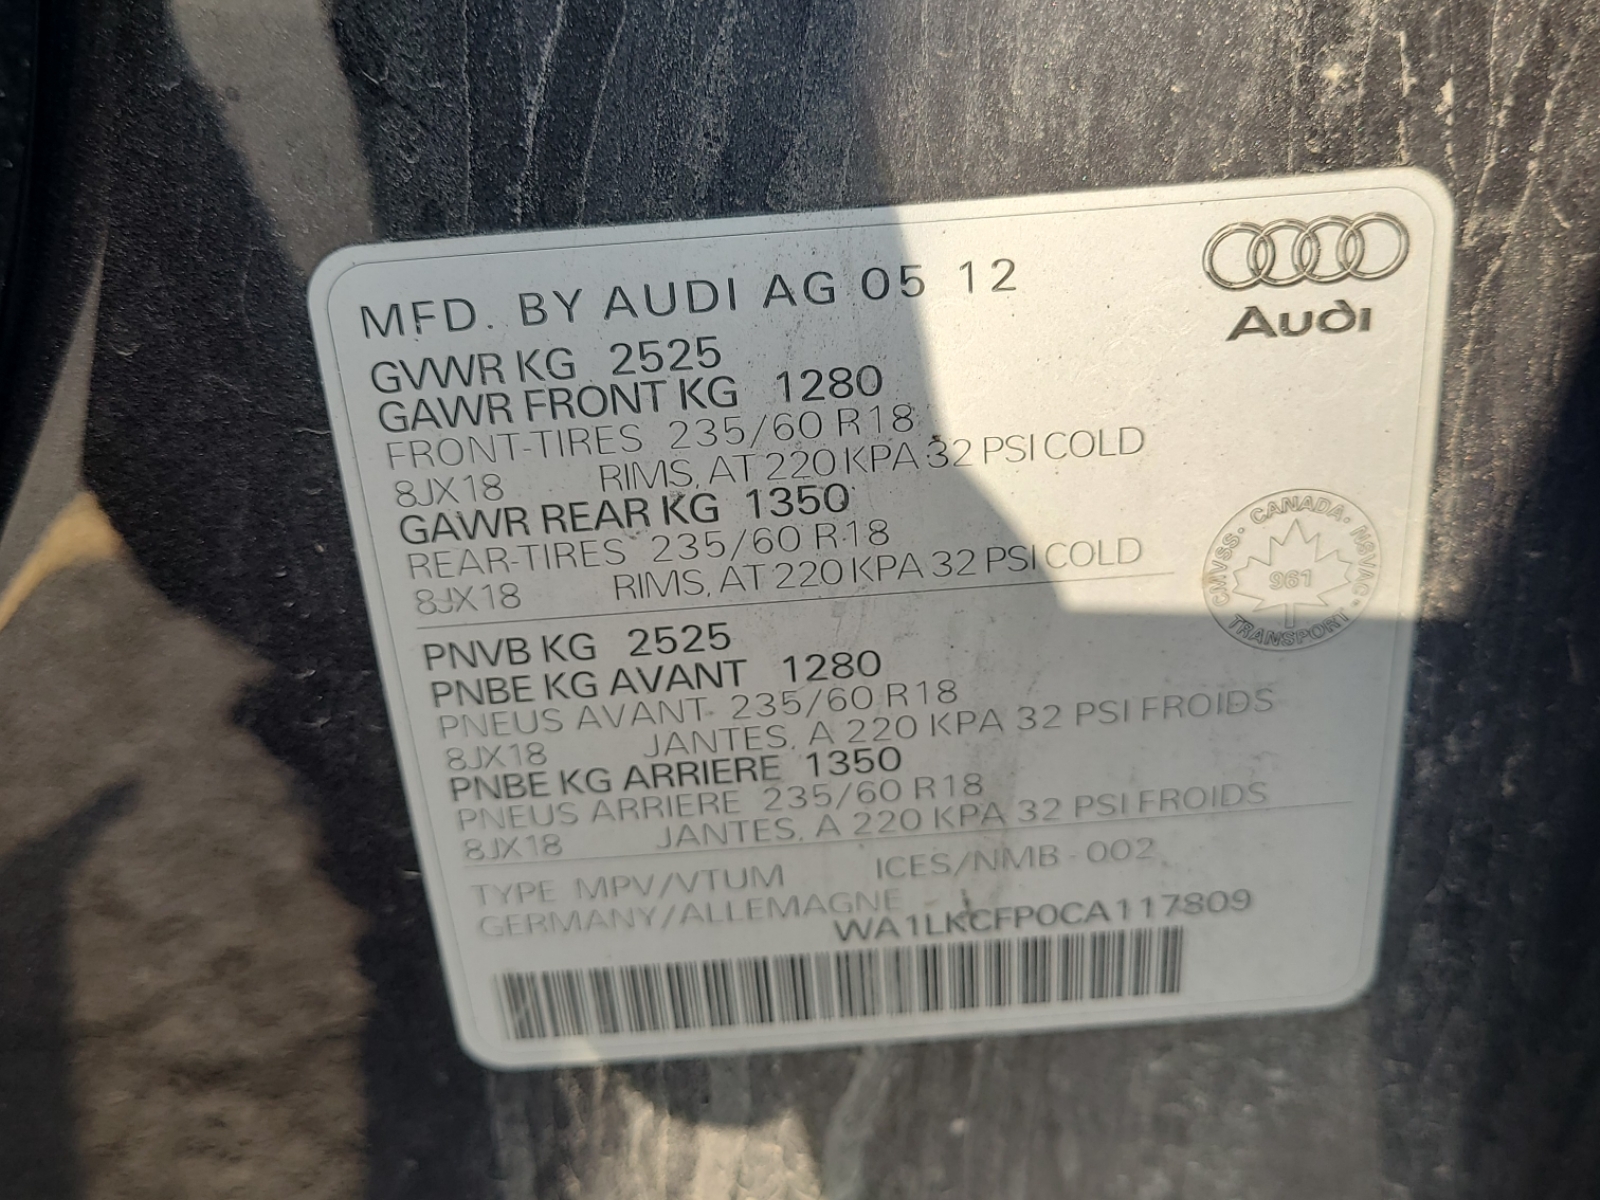 MFD. BY AUDI AG 05 12
Audi
GVWR KG 2525
GAWR FRONT KG 1280
FRONT-TIRES 235/60 R18
8JX18 RIMS, AT 220 KPA 32 PSI COLD
GAWR REAR KG 1350
REAR-TIRES 235/60 R18
8JX18 RIMS, AT 220 KPA 32 PSI COLD
CMVSS · CANADA · NSVAC · TRANSPORT
961
PNVB KG 2525
PNBE KG AVANT 1280
PNEUS AVANT 235/60 R18
8JX18 JANTES, A 220 KPA 32 PSI FROIDS
PNBE KG ARRIERE 1350
PNEUS ARRIERE 235/60 R18
8JX18 JANTES, A 220 KPA 32 PSI FROIDS
TYPE MPV/VTUM ICES/NMB-002
GERMANY/ALLEMAGNE - WA1LKCFP0CA117809